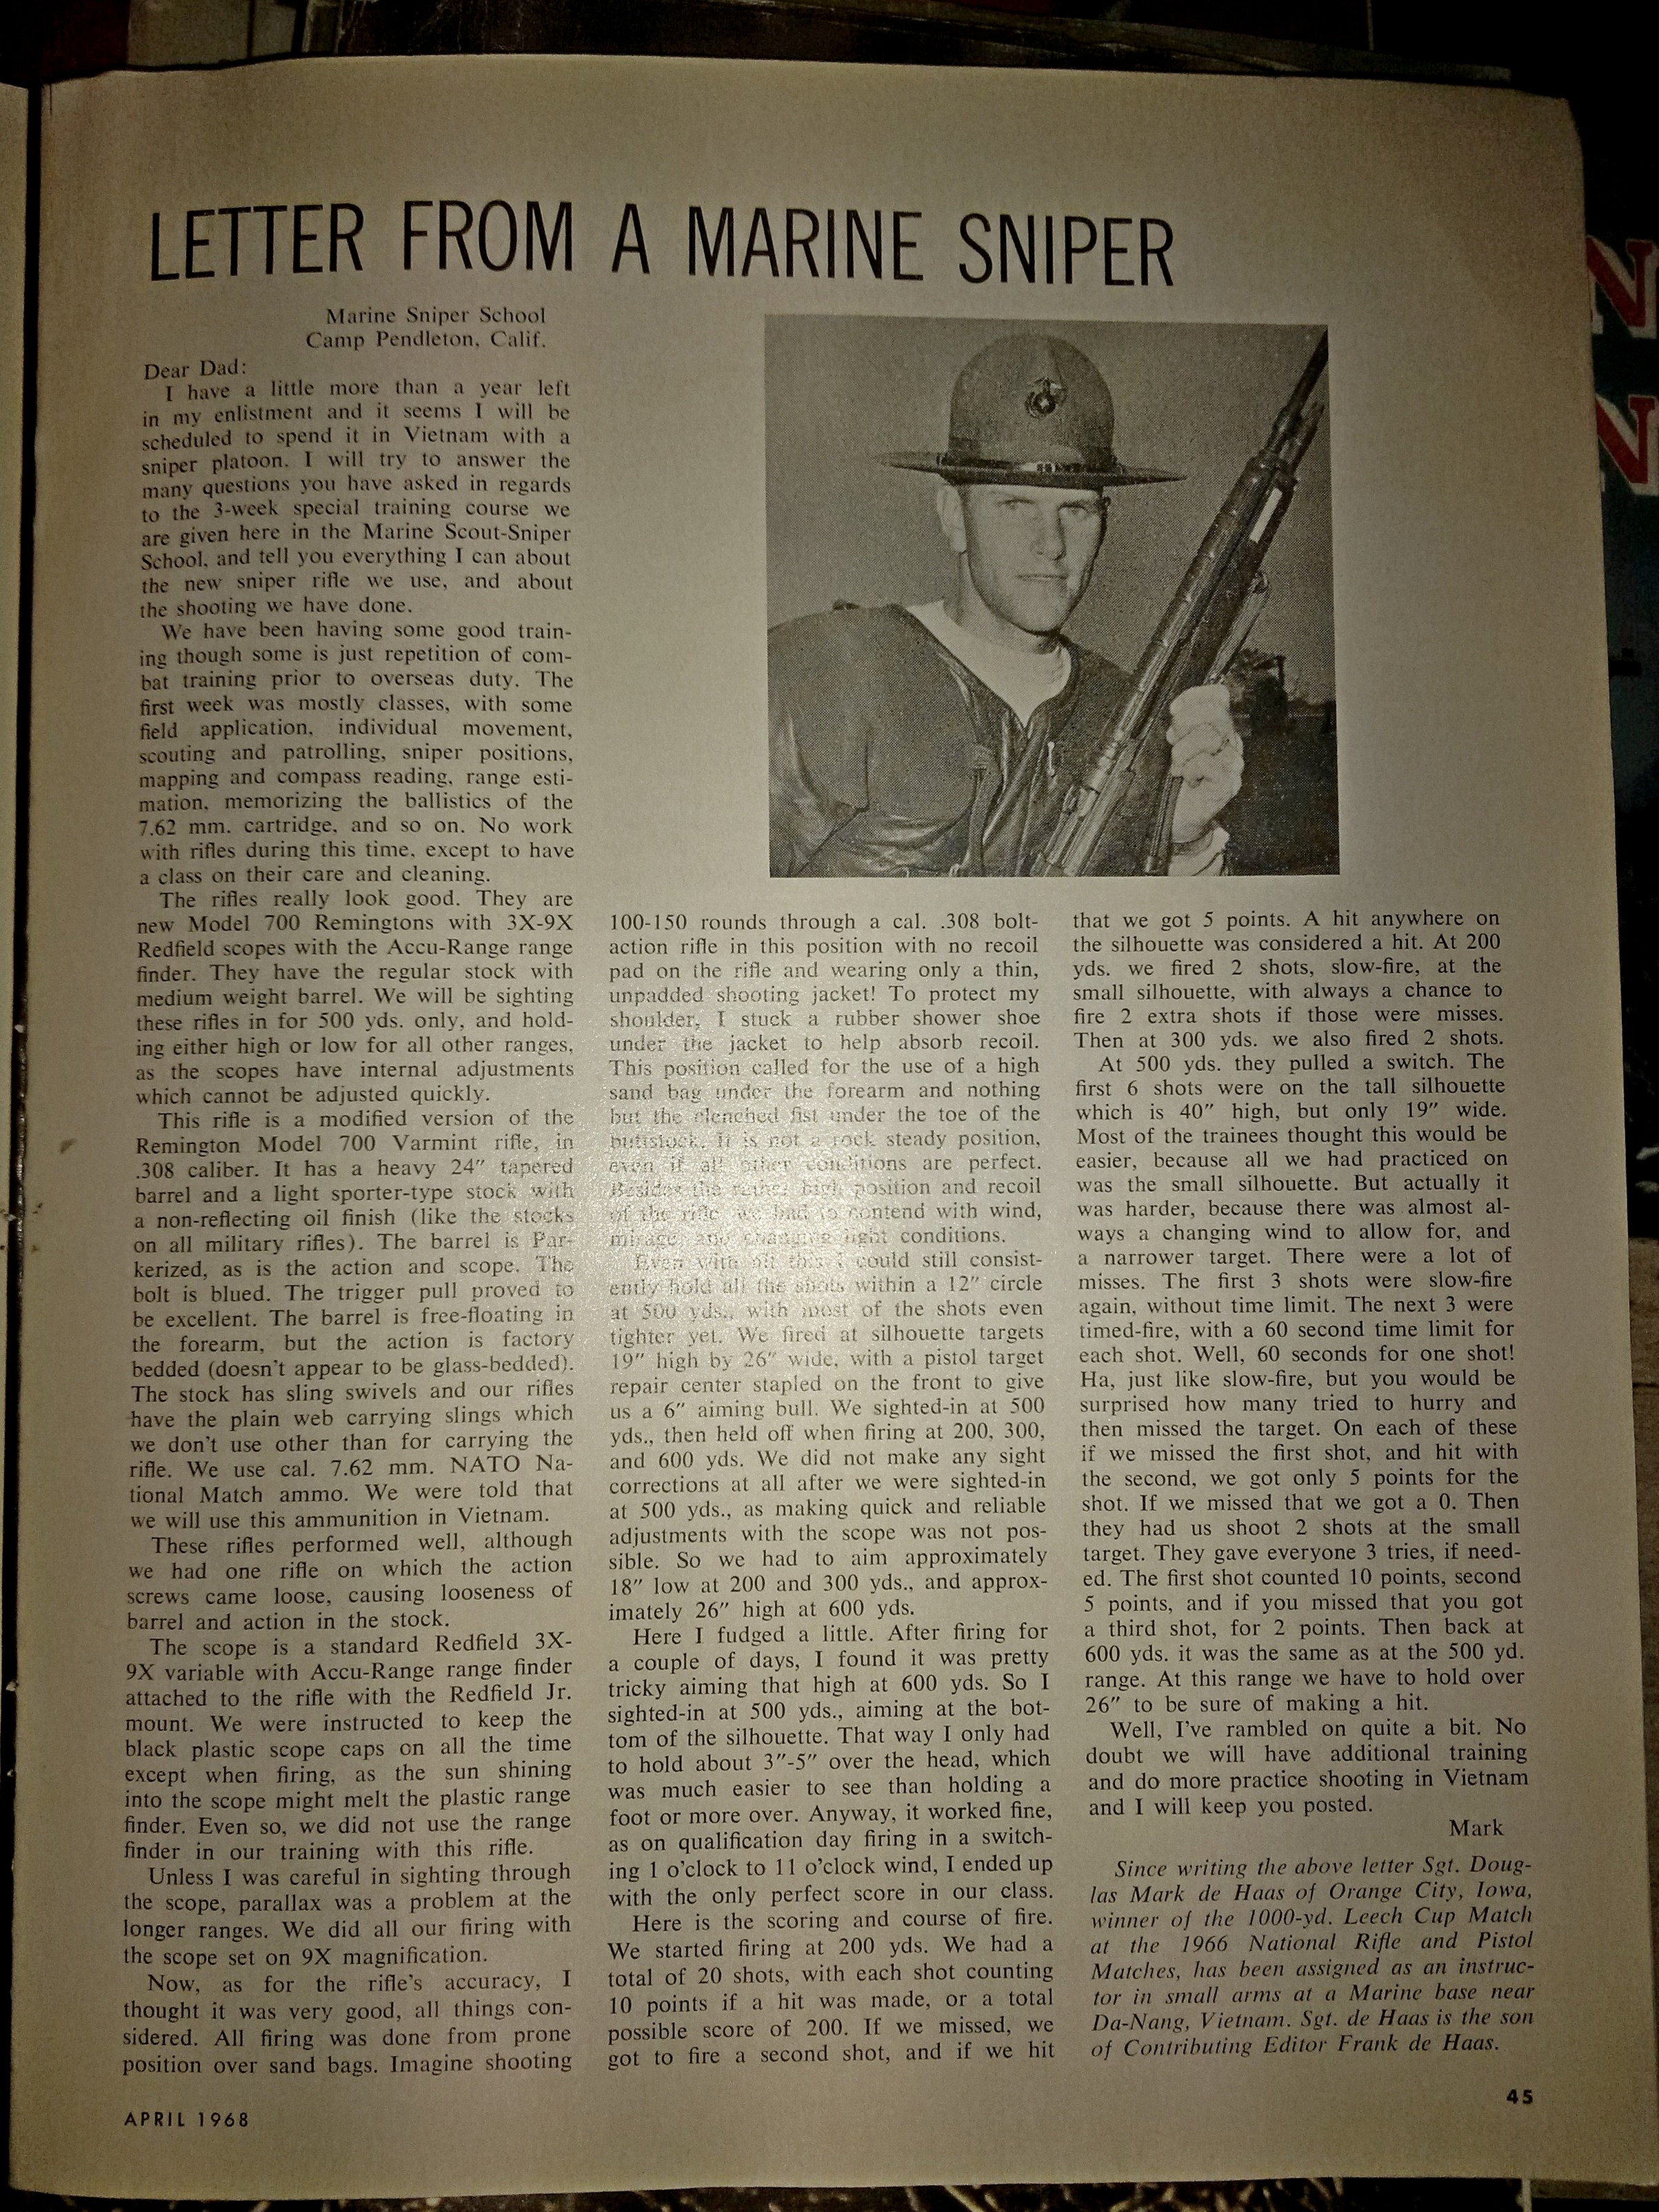 LETTER FROM A MARINE SNIPER
Marine Sniper School
Camp Pendleton, Calif.
Dear Dad:
I have a little more than a year left
in my enlistment and it seems I will be
scheduled to spend it in Vietnam with a
sniper platoon. I will try to answer the
many questions you have asked in regards
to the 3-week special training course we
are given here in the Marine Scout-Sniper
School, and tell you everything I can about
the new sniper rifle we use, and about
the shooting we have done.
We have been having some good train-
ing though some is just repetition of com-
bat training prior to overseas duty. The
first week was mostly classes, with some
field application, individual movement,
scouting and patrolling, sniper positions,
mapping and compass reading, range esti-
mation, memorizing the ballistics of the
7.62 mm. cartridge, and so on. No work
with rifles during this time, except to have
a class on their care and cleaning.
The rifles really look good. They are
new Model 700 Remingtons with 3X-9X
Redfield scopes with the Accu-Range range
finder. They have the regular stock with
medium weight barrel. We will be sighting
these rifles in for 500 yds. only, and hold-
ing either high or low for all other ranges,
as the scopes have internal adjustments
which cannot be adjusted quickly.
This rifle is a modified version of the
Remington Model 700 Varmint rifle, in
.308 caliber. It has a heavy 24″ tapered
barrel and a light sporter-type stock with
a non-reflecting oil finish (like the stocks
on all military rifles). The barrel is Par-
kerized, as is the action and scope. The
bolt is blued. The trigger pull proved to
be excellent. The barrel is free-floating in
the forearm, but the action is factory
bedded (doesn't appear to be glass-bedded).
The stock has sling swivels and our rifles
have the plain web carrying slings which
we don't use other than for carrying the
rifle. We use cal. 7.62 mm. NATO Na-
tional Match ammo. We were told that
we will use this ammunition in Vietnam.
These rifles performed well, although
we had one rifle on which the action
screws came loose, causing looseness of
barrel and action in the stock.
The scope is a standard Redfield 3X-
9X variable with Accu-Range range finder
attached to the rifle with the Redfield Jr.
mount. We were instructed to keep the
black plastic scope caps on all the time
except when firing, as the sun shining
into the scope might melt the plastic range
finder. Even so, we did not use the range
finder in our training with this rifle.
Unless I was careful in sighting through
the scope, parallax was a problem at the
longer ranges. We did all our firing with
the scope set on 9X magnification.
Now, as for the rifle's accuracy, I
thought it was very good, all things con-
sidered. All firing was done from prone
position over sand bags. Imagine shooting
100-150 rounds through a cal. .308 bolt-
action rifle in this position with no recoil
pad on the rifle and wearing only a thin,
unpadded shooting jacket! To protect my
shoulder, I stuck a rubber shower shoe
under the jacket to help absorb recoil.
This position called for the use of a high
sand bag under the forearm and nothing
but the clenched fist under the toe of the
buttstock. It is not a rock steady position,
even if all other conditions are perfect.
Besides the rather high position and recoil
of the rifle we had to contend with wind,
mirage, and changing light conditions.
Even with all this I could still consist-
ently hold all the shots within a 12″ circle
at 500 yds., with most of the shots even
tighter yet. We fired at silhouette targets
19″ high by 26″ wide, with a pistol target
repair center stapled on the front to give
us a 6″ aiming bull. We sighted-in at 500
yds., then held off when firing at 200, 300,
and 600 yds. We did not make any sight
corrections at all after we were sighted-in
at 500 yds., as making quick and reliable
adjustments with the scope was not pos-
sible. So we had to aim approximately
18″ low at 200 and 300 yds., and approx-
imately 26″ high at 600 yds.
Here I fudged a little. After firing for
a couple of days, I found it was pretty
tricky aiming that high at 600 yds. So I
sighted-in at 500 yds., aiming at the bot-
tom of the silhouette. That way I only had
to hold about 3″-5″ over the head, which
was much easier to see than holding a
foot or more over. Anyway, it worked fine,
as on qualification day firing in a switch-
ing 1 o'clock to 11 o'clock wind, I ended up
with the only perfect score in our class.
Here is the scoring and course of fire.
We started firing at 200 yds. We had a
total of 20 shots, with each shot counting
10 points if a hit was made, or a total
possible score of 200. If we missed, we
got to fire a second shot, and if we hit
that we got 5 points. A hit anywhere on
the silhouette was considered a hit. At 200
yds. we fired 2 shots, slow-fire, at the
small silhouette, with always a chance to
fire 2 extra shots if those were misses.
Then at 300 yds. we also fired 2 shots.
At 500 yds. they pulled a switch. The
first 6 shots were on the tall silhouette
which is 40″ high, but only 19″ wide.
Most of the trainees thought this would be
easier, because all we had practiced on
was the small silhouette. But actually it
was harder, because there was almost al-
ways a changing wind to allow for, and
a narrower target. There were a lot of
misses. The first 3 shots were slow-fire
again, without time limit. The next 3 were
timed-fire, with a 60 second time limit for
each shot. Well, 60 seconds for one shot!
Ha, just like slow-fire, but you would be
surprised how many tried to hurry and
then missed the target. On each of these
if we missed the first shot, and hit with
the second, we got only 5 points for the
shot. If we missed that we got a 0. Then
they had us shoot 2 shots at the small
target. They gave everyone 3 tries, if need-
ed. The first shot counted 10 points, second
5 points, and if you missed that you got
a third shot, for 2 points. Then back at
600 yds. it was the same as at the 500 yd.
range. At this range we have to hold over
26″ to be sure of making a hit.
Well, I've rambled on quite a bit. No
doubt we will have additional training
and do more practice shooting in Vietnam
and I will keep you posted.
Mark
Since writing the above letter Sgt. Doug-
las Mark de Haas of Orange City, Iowa,
winner of the 1000-yd. Leech Cup Match
at the 1966 National Rifle and Pistol
Matches, has been assigned as an instruc-
tor in small arms at a Marine base near
Da-Nang, Vietnam. Sgt. de Haas is the son
of Contributing Editor Frank de Haas.
APRIL 1968
45
N
N